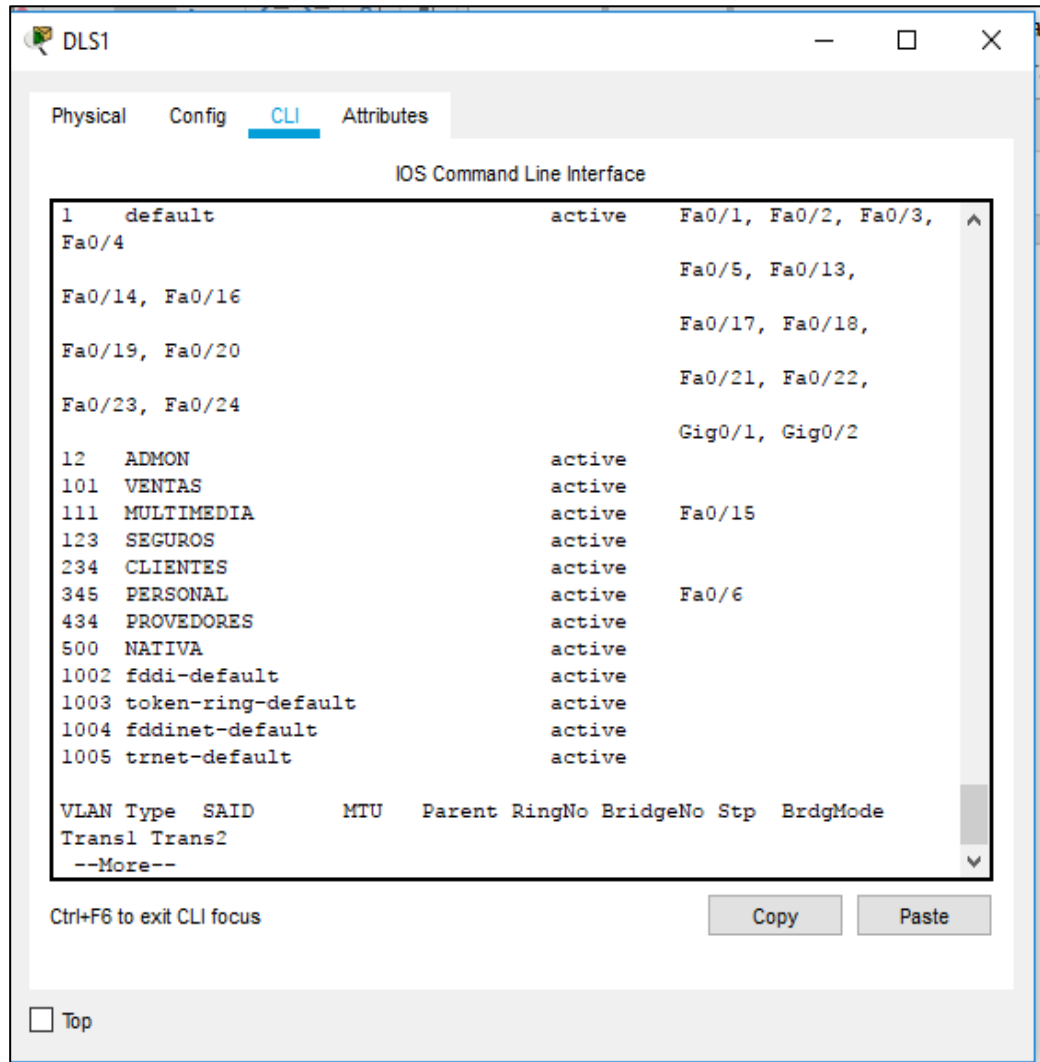 DLS1
Physical Config CLI Attributes
IOS Command Line Interface
1 default active Fa0/1, Fa0/2, Fa0/3,
Fa0/4
Fa0/5, Fa0/13,
Fa0/14, Fa0/16
Fa0/17, Fa0/18,
Fa0/19, Fa0/20
Fa0/21, Fa0/22,
Fa0/23, Fa0/24
Gig0/1, Gig0/2
12 ADMON active
101 VENTAS active
111 MULTIMEDIA active Fa0/15
123 SEGUROS active
234 CLIENTES active
345 PERSONAL active Fa0/6
434 PROVEDORES active
500 NATIVA active
1002 fddi-default active
1003 token-ring-default active
1004 fddinet-default active
1005 trnet-default active
VLAN Type SAID MTU Parent RingNo BridgeNo Stp BrdgMode
Trans1 Trans2
--More--
Ctrl+F6 to exit CLI focus
Copy Paste
Top